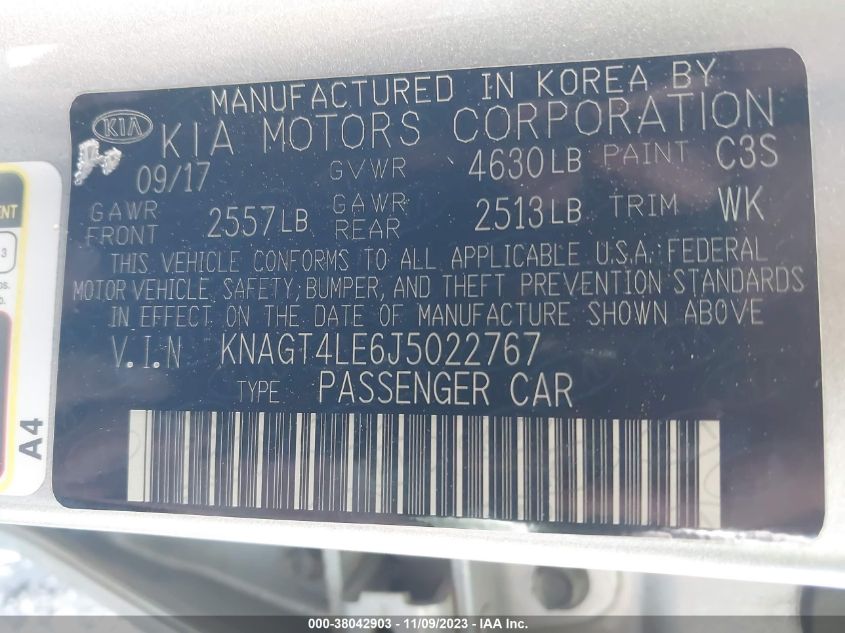 MANUFACTURED IN KOREA BY
KIA KIA MOTORS CORPORATION
09/17 GVWR 4630LB PAINT C3S
GAWR FRONT 2557LB GAWR REAR 2513LB TRIM WK
THIS VEHICLE CONFORMS TO ALL APPLICABLE U.S.A. FEDERAL
MOTOR VEHICLE SAFETY, BUMPER, AND THEFT PREVENTION STANDARDS
IN EFFECT ON THE DATE OF MANUFACTURE SHOWN ABOVE
V.I.N KNAGT4LE6J5022767
TYPE PASSENGER CAR
A4
000-38042903 - 11/09/2023 - IAAI.com